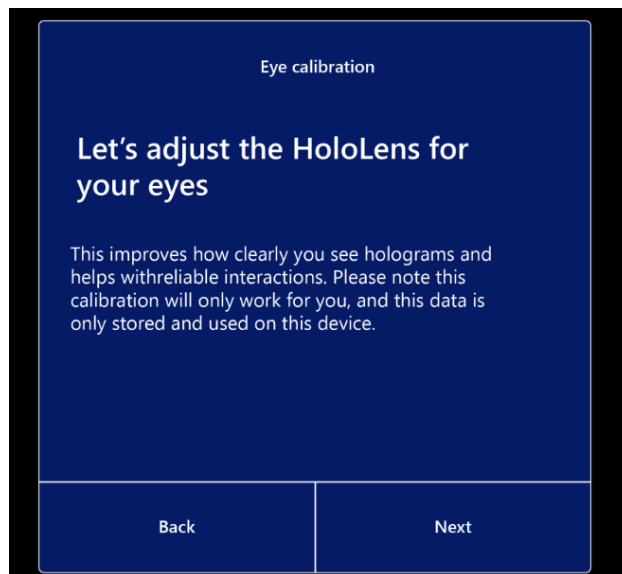 Eye calibration
Let's adjust the HoloLens for
your eyes
This improves how clearly you see holograms and
helps withreliable interactions. Please note this
calibration will only work for you, and this data is
only stored and used on this device.
Back
Next